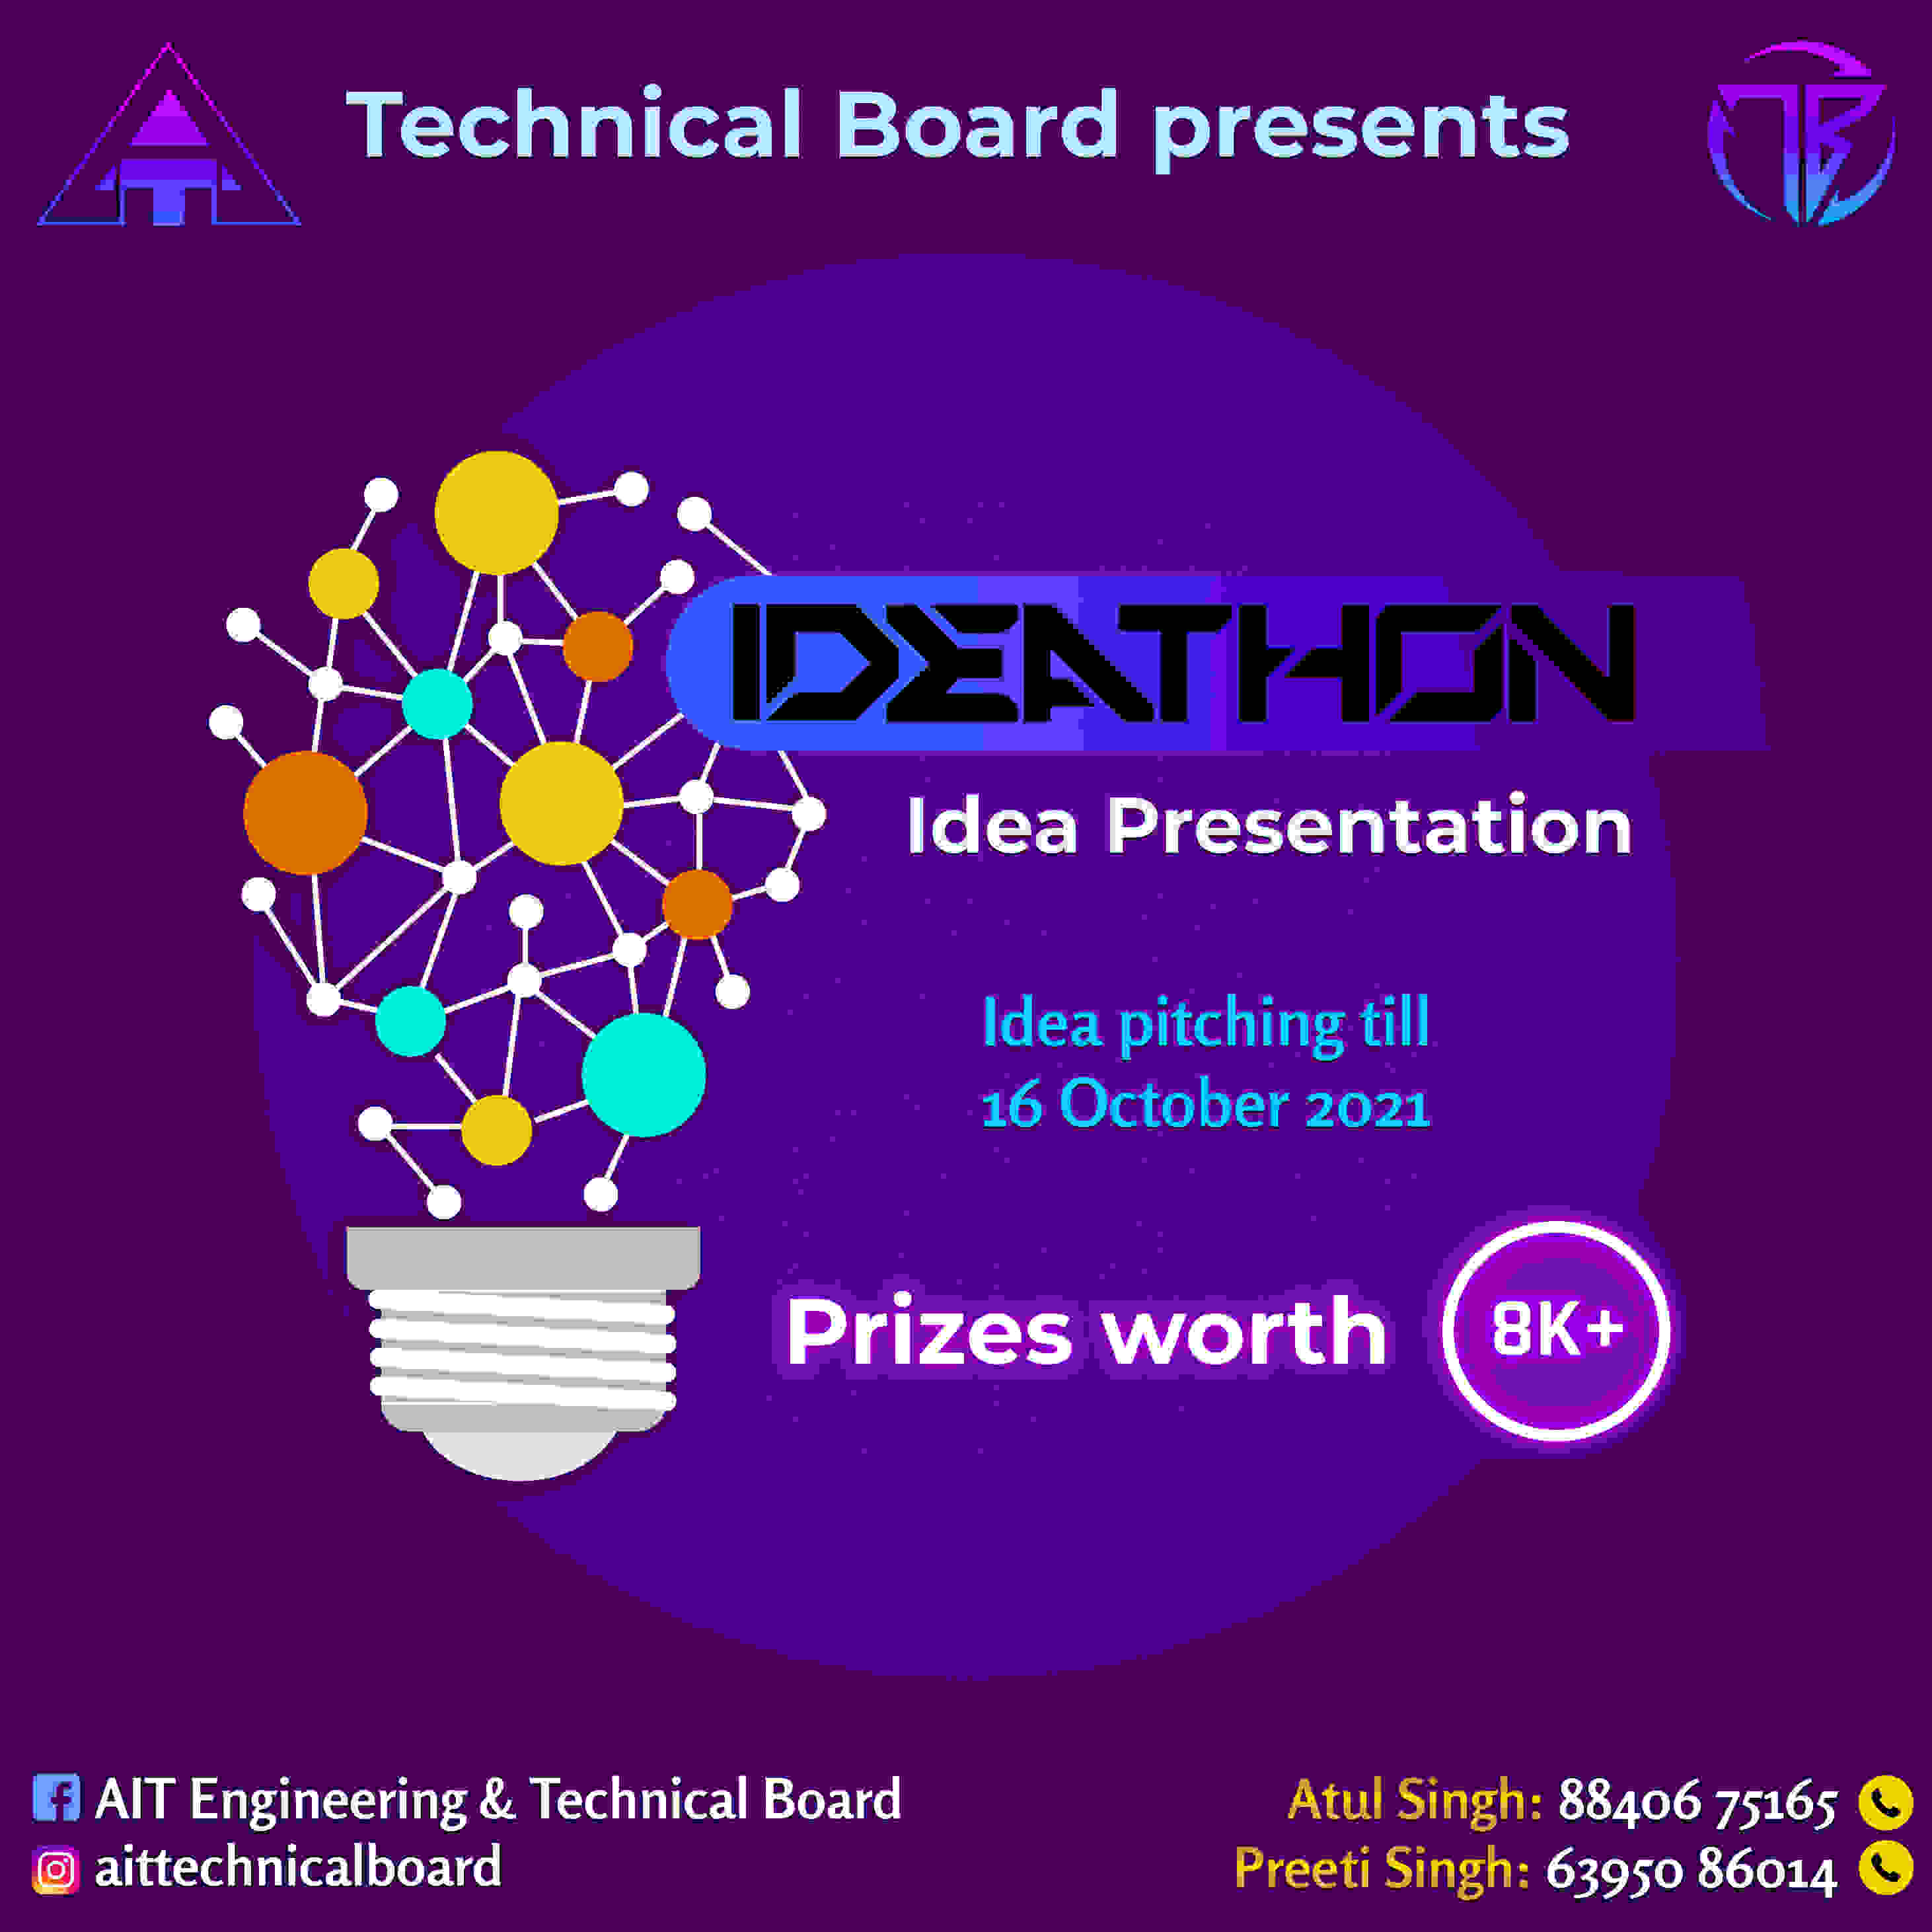 Technical Board presents
IDEATHON
Idea Presentation
Idea pitching till
16 October 2021
Prizes worth 8K+
AIT Engineering & Technical Board
aittechnicalboard
Atul Singh: 88406 75165
Preeti Singh: 63950 86014